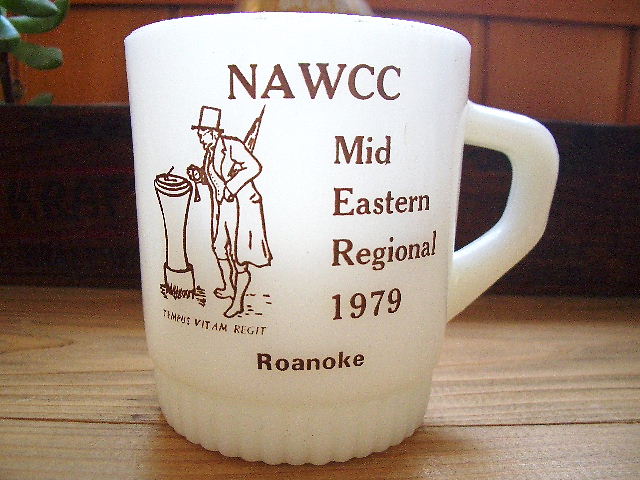 NAWCC
Mid
Eastern
Regional
1979
TEMPUS VITAM REGIT
Roanoke